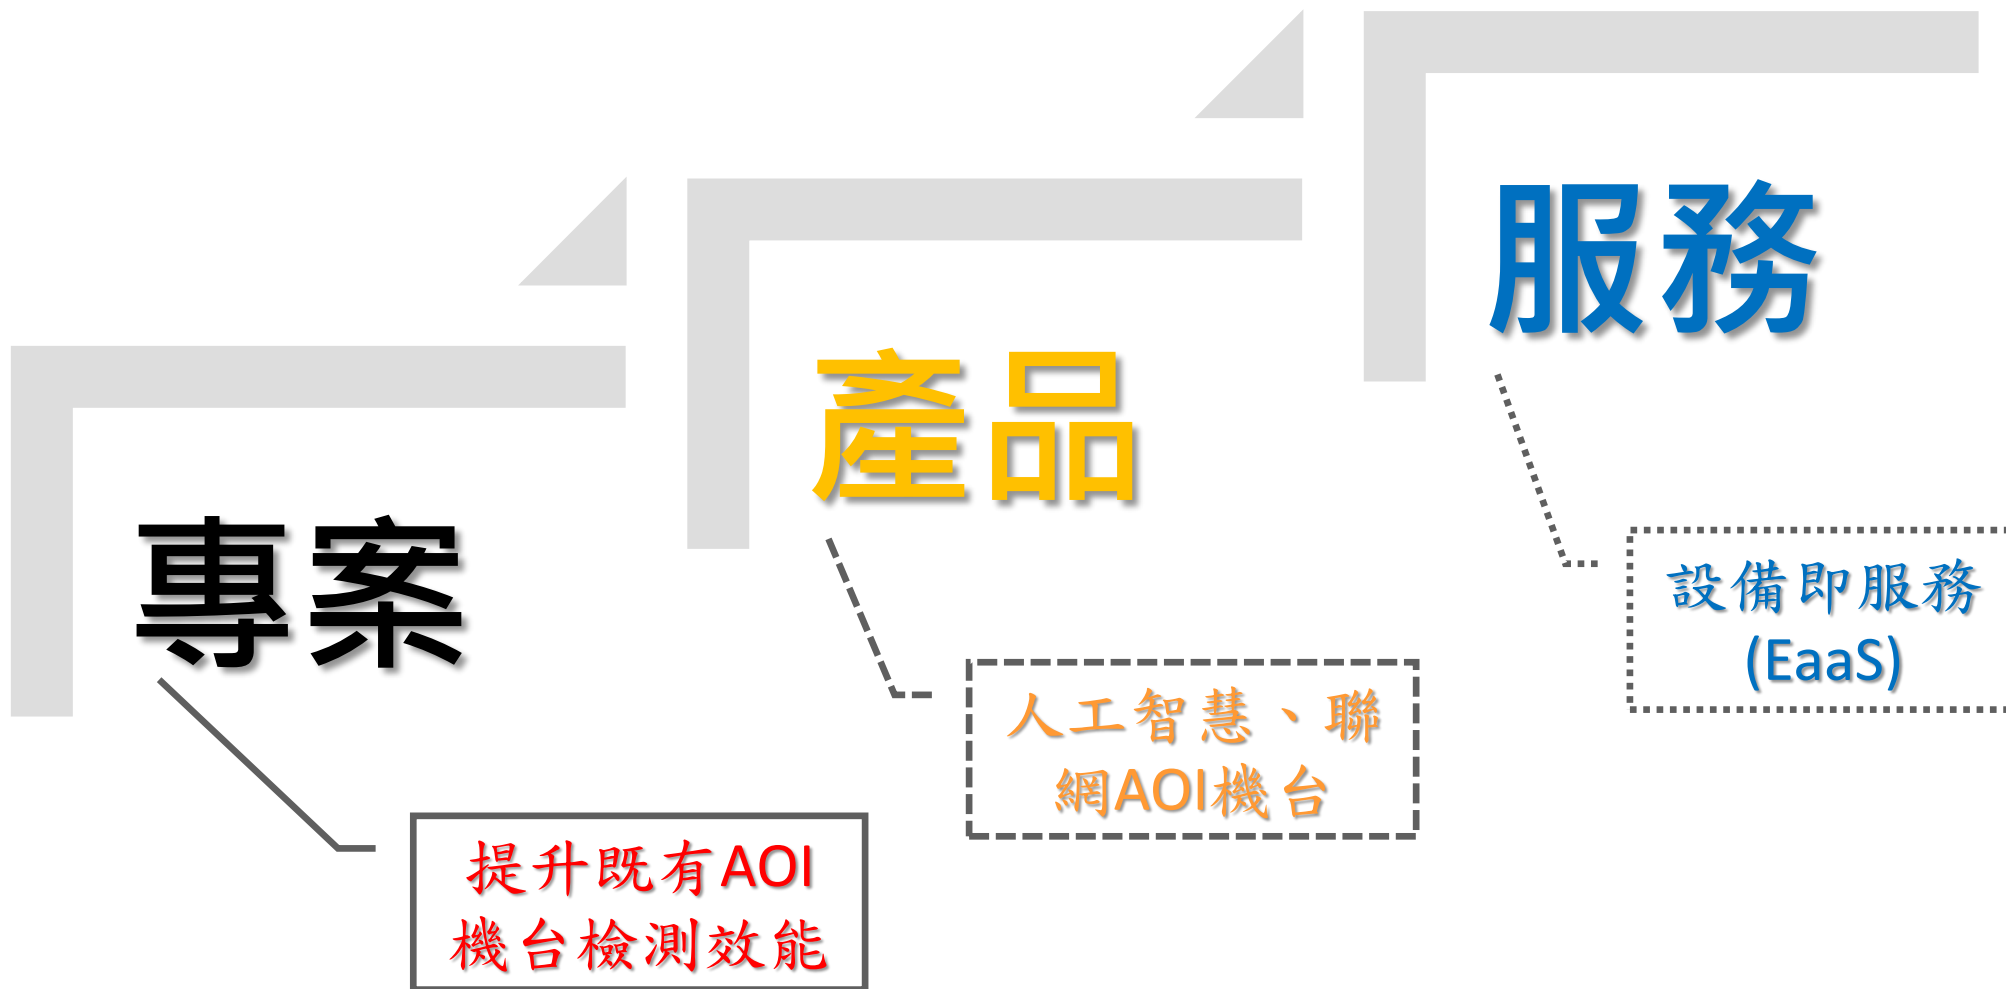 專案
提升既有AOI
機台檢測效能
產品
人工智慧、聯
網AOI機台
服務
設備即服務
(EaaS)